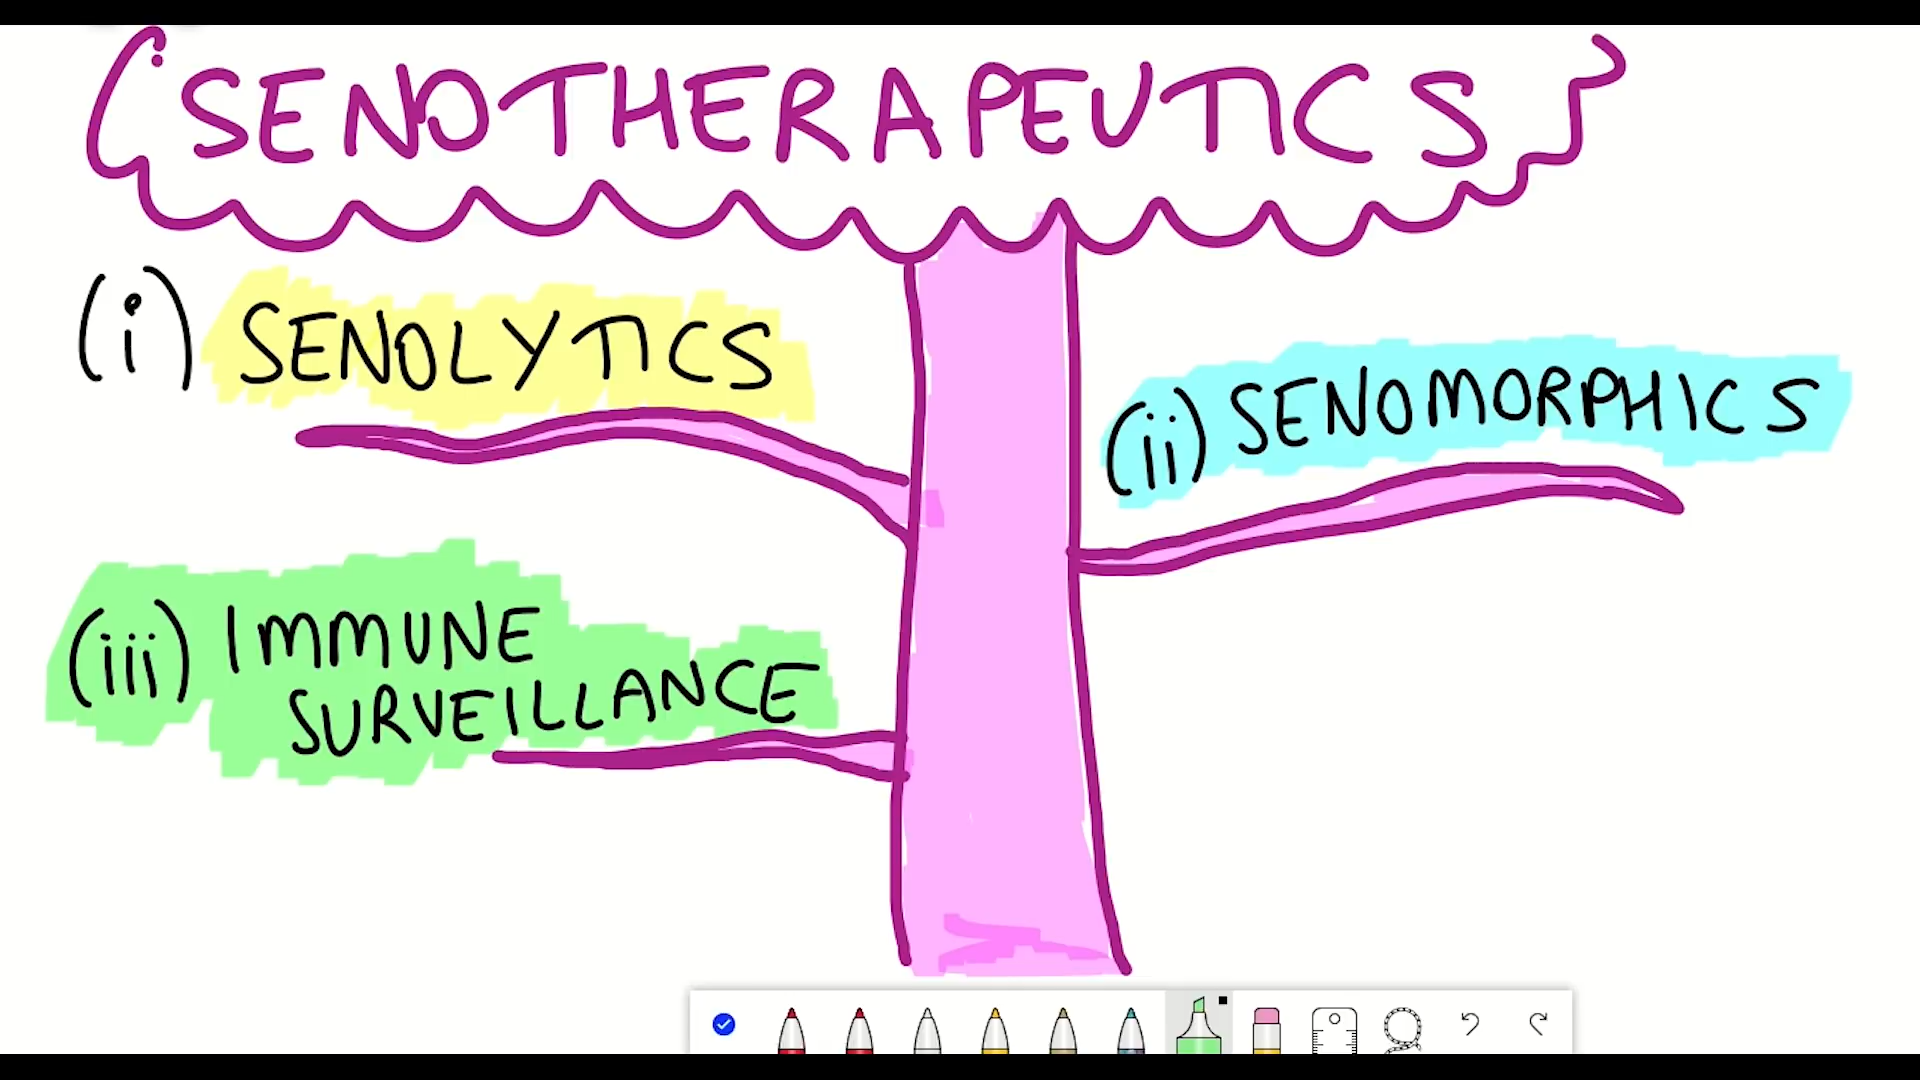 SENOTHERAPEUTICS
(i) SENOLYTICS
(ii) SENOMORPHICS
(iii) IMMUNE
SURVEILLANCE